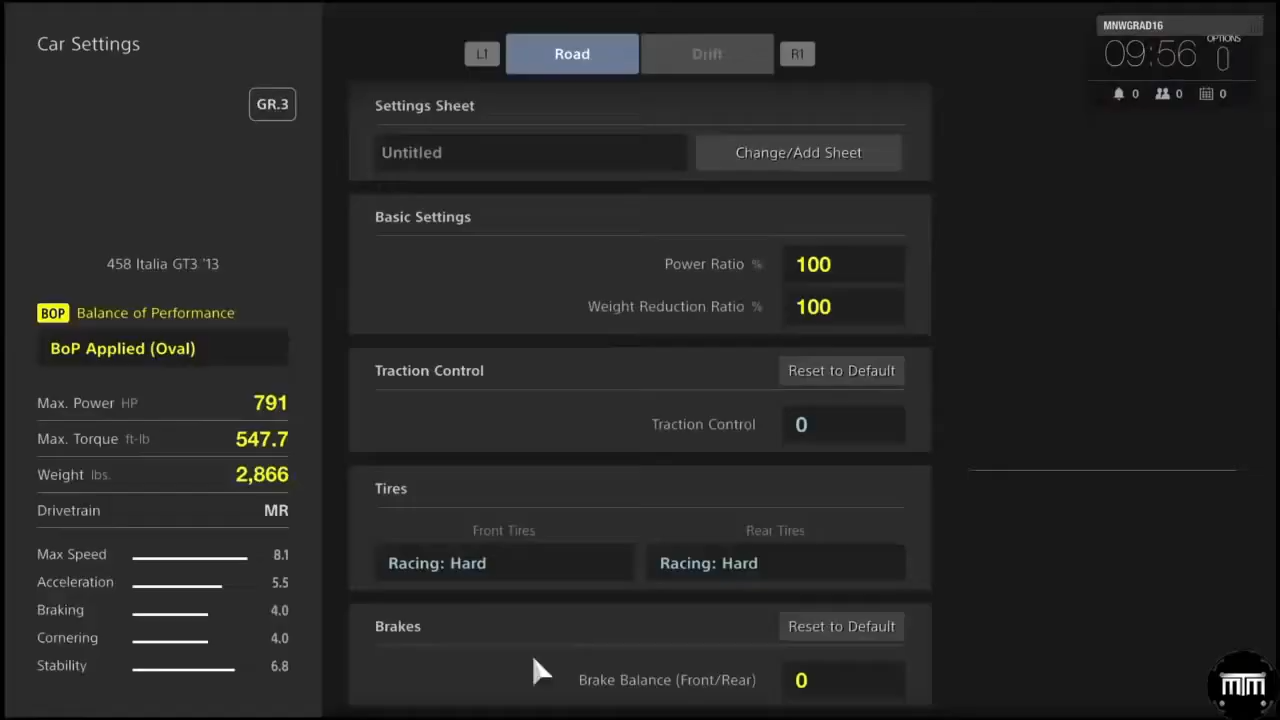 Car Settings
GR.3
458 Italia GT3 '13
BOP Balance of Performance
BoP Applied (Oval)
Max. Power HP 791
Max. Torque ft-lb 547.7
Weight lbs. 2,866
Drivetrain MR
Max Speed 8.1
Acceleration 5.5
Braking 4.0
Cornering 4.0
Stability 6.8
L1 Road Drift R1
Settings Sheet
Untitled Change/Add Sheet
Basic Settings
Power Ratio % 100
Weight Reduction Ratio % 100
Traction Control Reset to Default
Traction Control 0
Tires
Front Tires Rear Tires
Racing: Hard Racing: Hard
Brakes Reset to Default
Brake Balance (Front/Rear) 0
MNWGRAD16
09:56 OPTIONS
0 0 0
MTM